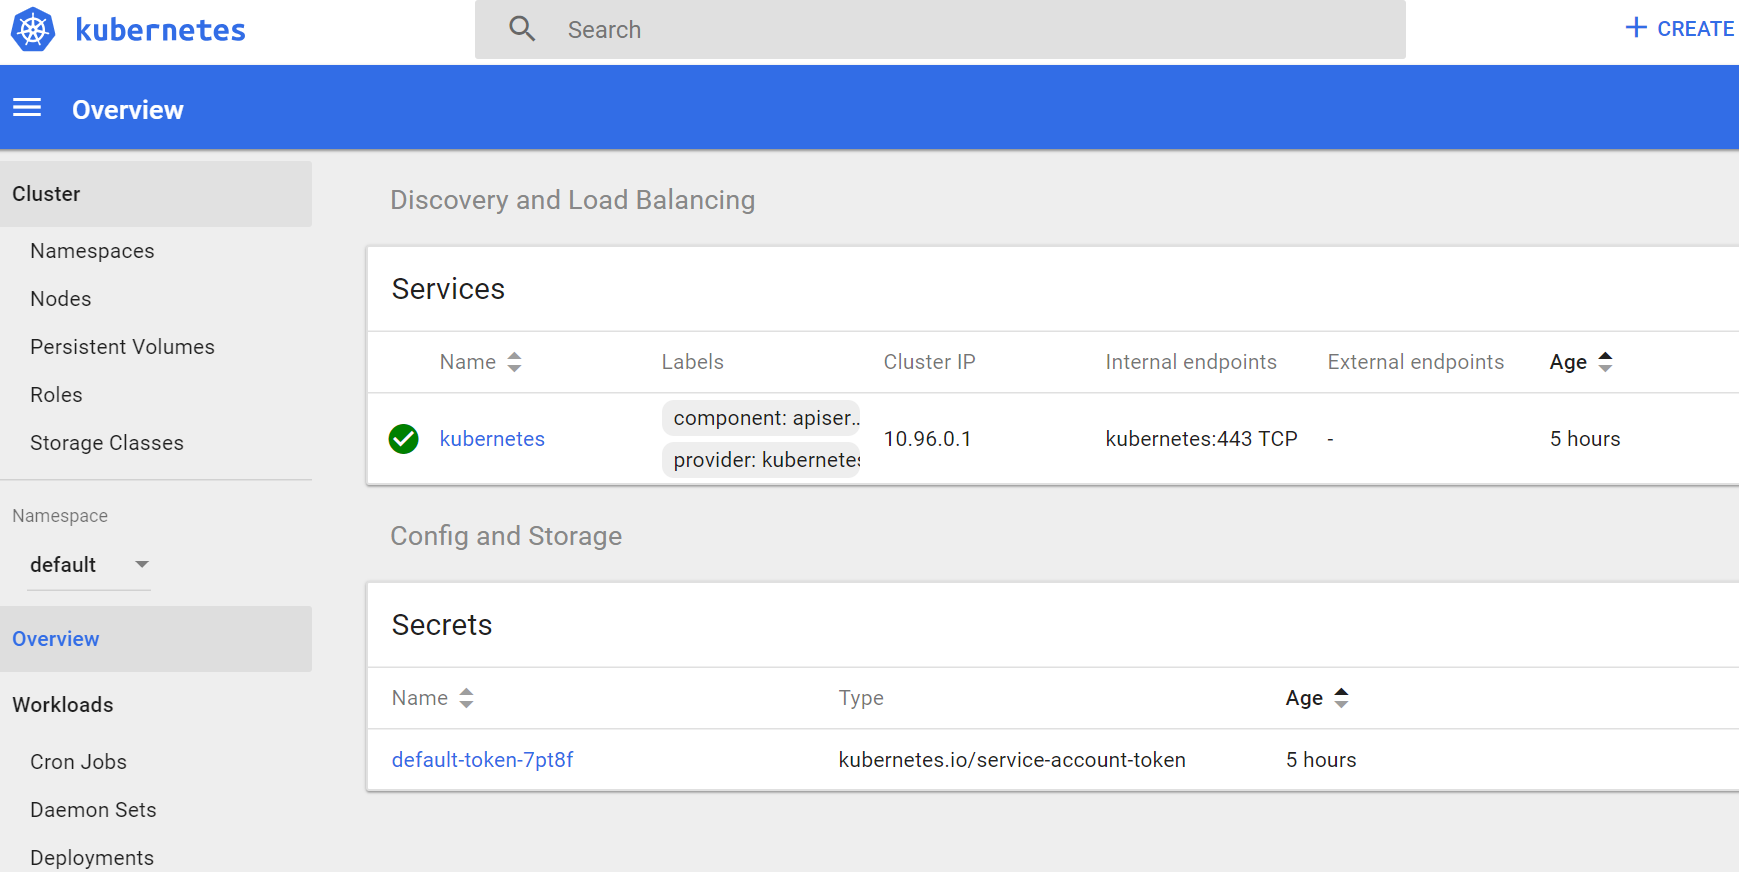 kubernetes
Search
+ CREATE
Overview
Cluster
Namespaces
Nodes
Persistent Volumes
Roles
Storage Classes
Namespace
default
Overview
Workloads
Cron Jobs
Daemon Sets
Deployments
Discovery and Load Balancing
Services
Name Labels Cluster IP Internal endpoints External endpoints Age
component: apiser..
kubernetes 10.96.0.1 kubernetes:443 TCP - 5 hours
provider: kubernetes
Config and Storage
Secrets
Name Type Age
default-token-7pt8f kubernetes.io/service-account-token 5 hours